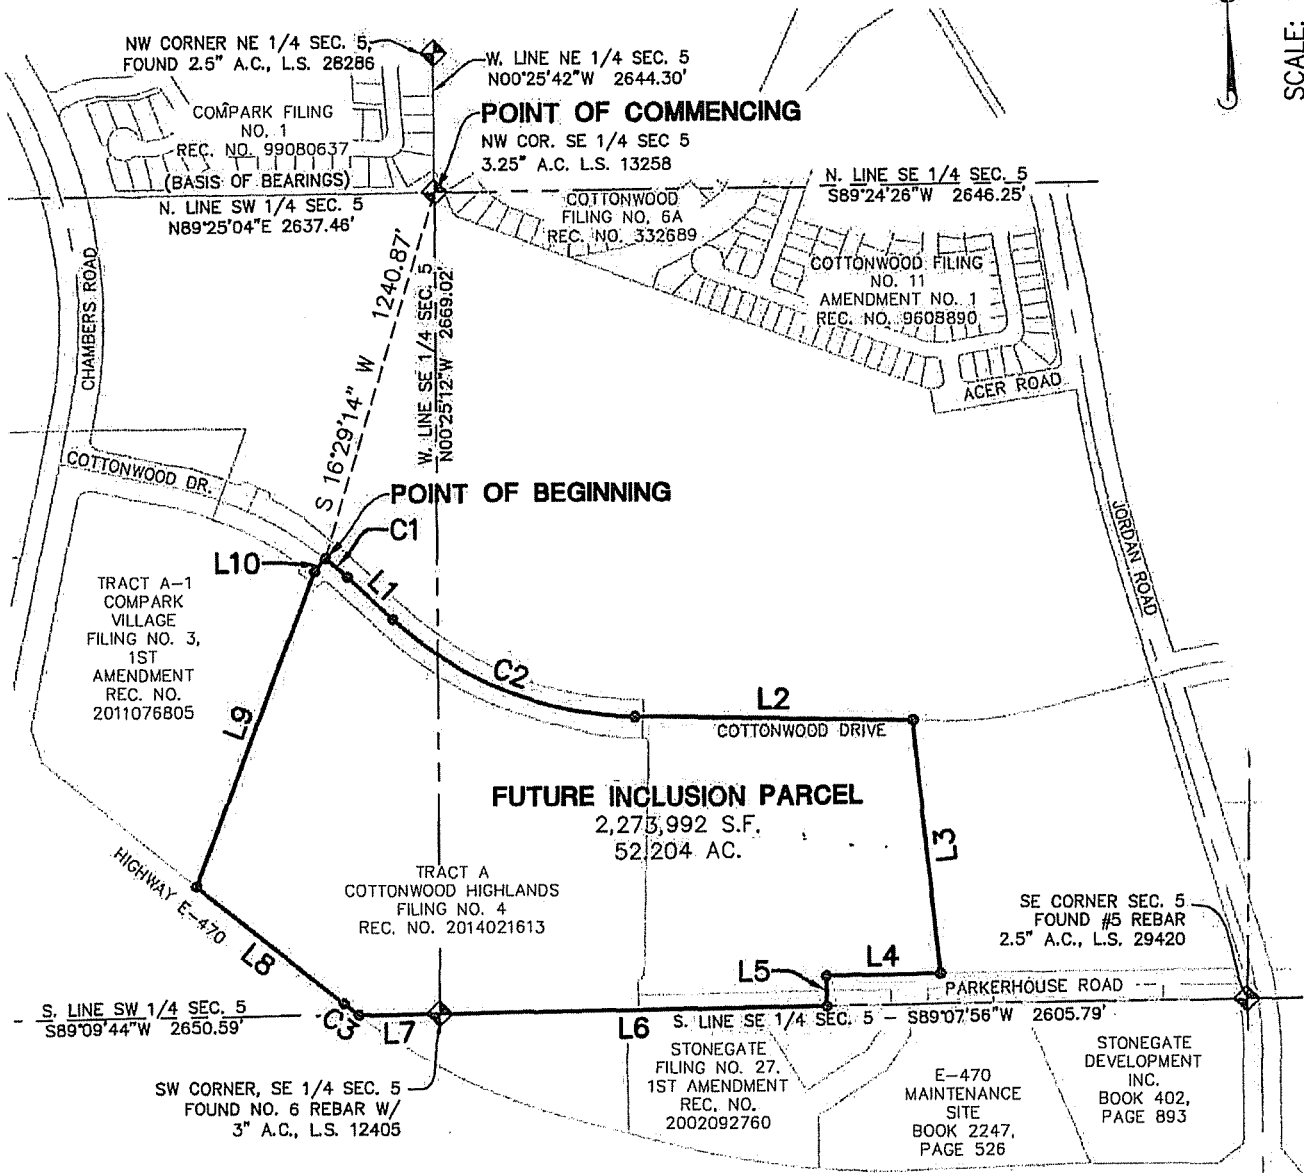 SCALE:
NW CORNER NE 1/4 SEC. 5,
FOUND 2.5" A.C., L.S. 28286
W. LINE NE 1/4 SEC. 5
N00°25'42"W 2644.30'
COMPARK FILING
NO. 1
REC. NO. 99080637
(BASIS OF BEARINGS)
N. LINE SW 1/4 SEC. 5
N89°25'04"E 2637.46'
POINT OF COMMENCING
NW COR. SE 1/4 SEC 5
3.25" A.C. L.S. 13258
N. LINE SE 1/4 SEC. 5
S89°24'26"W 2646.25'
COTTONWOOD
FILING NO. 6A
REC. NO. 332689
COTTONWOOD FILING
NO. 11
AMENDMENT NO. 1
REC. NO. 9608890
CHAMBERS ROAD
S 16°29'14" W 1240.87'
W. LINE SE 1/4 SEC. 5
N00°25'12"W 2669.02'
ACER ROAD
COTTONWOOD DR.
POINT OF BEGINNING
C1
L10
L1
JORDAN ROAD
TRACT A-1
COMPARK
VILLAGE
FILING NO. 3,
1ST
AMENDMENT
REC. NO.
2011076805
C2
L9
L2
COTTONWOOD DRIVE
FUTURE INCLUSION PARCEL
2,273,992 S.F.
52.204 AC.
L3
HIGHWAY E-470
TRACT A
COTTONWOOD HIGHLANDS
FILING NO. 4
REC. NO. 2014021613
SE CORNER SEC. 5
FOUND #5 REBAR
2.5" A.C., L.S. 29420
L8
L5
L4
PARKERHOUSE ROAD
S. LINE SW 1/4 SEC. 5
S89°09'44"W 2650.59'
C3
L7
L6
S. LINE SE 1/4 SEC. 5 - S89°07'56"W 2605.79'
SW CORNER, SE 1/4 SEC. 5
FOUND NO. 6 REBAR W/
3" A.C., L.S. 12405
STONEGATE
FILING NO. 27.
1ST AMENDMENT
REC. NO.
2002092760
E-470
MAINTENANCE
SITE
BOOK 2247,
PAGE 526
STONEGATE
DEVELOPMENT
INC.
BOOK 402,
PAGE 893